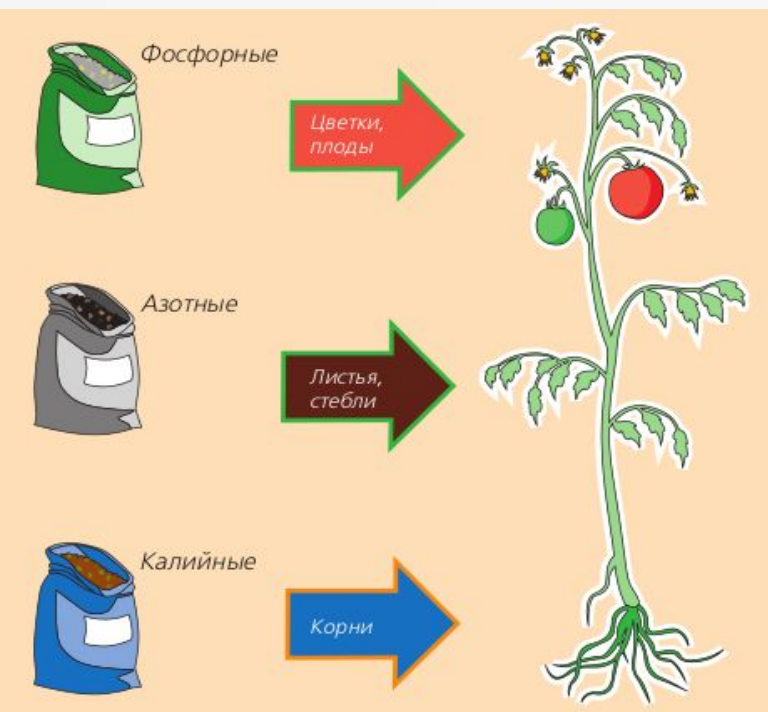 Фосфорные
Цветки,
плоды
Азотные
Листья,
стебли
Калийные
Корни